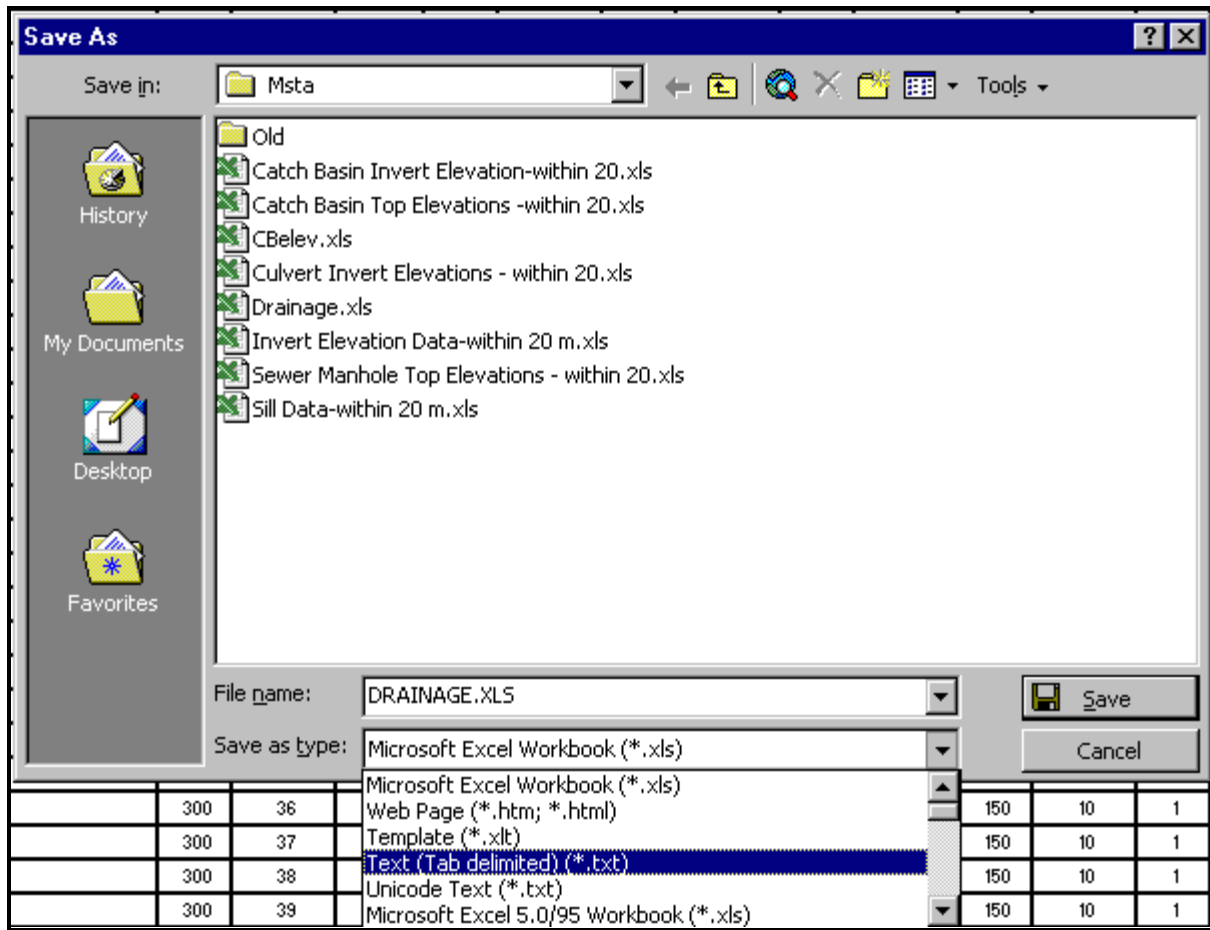 Save As
Save in: Msta Tools
Old
Catch Basin Invert Elevation-within 20.xls
Catch Basin Top Elevations -within 20.xls
CBelev.xls
Culvert Invert Elevations - within 20.xls
Drainage.xls
Invert Elevation Data-within 20 m.xls
Sewer Manhole Top Elevations - within 20.xls
Sill Data-within 20 m.xls
History
My Documents
Desktop
Favorites
File name: DRAINAGE.XLS Save
Save as type: Microsoft Excel Workbook (*.xls) Cancel
Microsoft Excel Workbook (*.xls)
Web Page (*.htm; *.html)
Template (*.xlt)
Text (Tab delimited) (*.txt)
Unicode Text (*.txt)
Microsoft Excel 5.0/95 Workbook (*.xls)
300 36 150 10 1
300 37 150 10 1
300 38 150 10 1
300 39 150 10 1